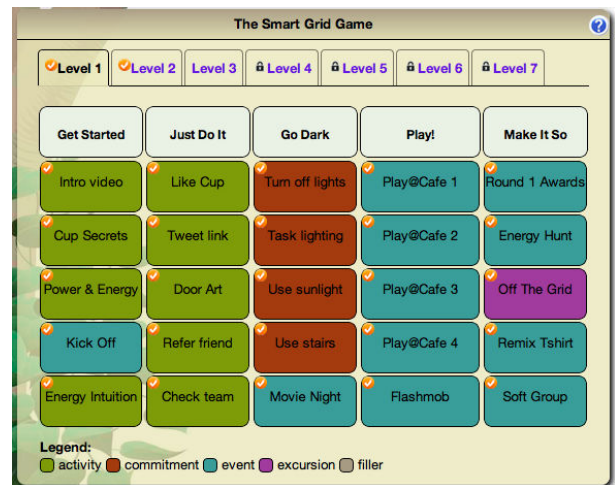 The Smart Grid Game
?
Level 1 Level 2 Level 3 Level 4 Level 5 Level 6 Level 7
Get Started Just Do It Go Dark Play! Make It So
Intro video Like Cup Turn off lights Play@Cafe 1 Round 1 Awards
Cup Secrets Tweet link Task lighting Play@Cafe 2 Energy Hunt
Power & Energy Door Art Use sunlight Play@Cafe 3 Off The Grid
Kick Off Refer friend Use stairs Play@Cafe 4 Remix Tshirt
Energy Intuition Check team Movie Night Flashmob Soft Group
Legend:
activity commitment event excursion filler